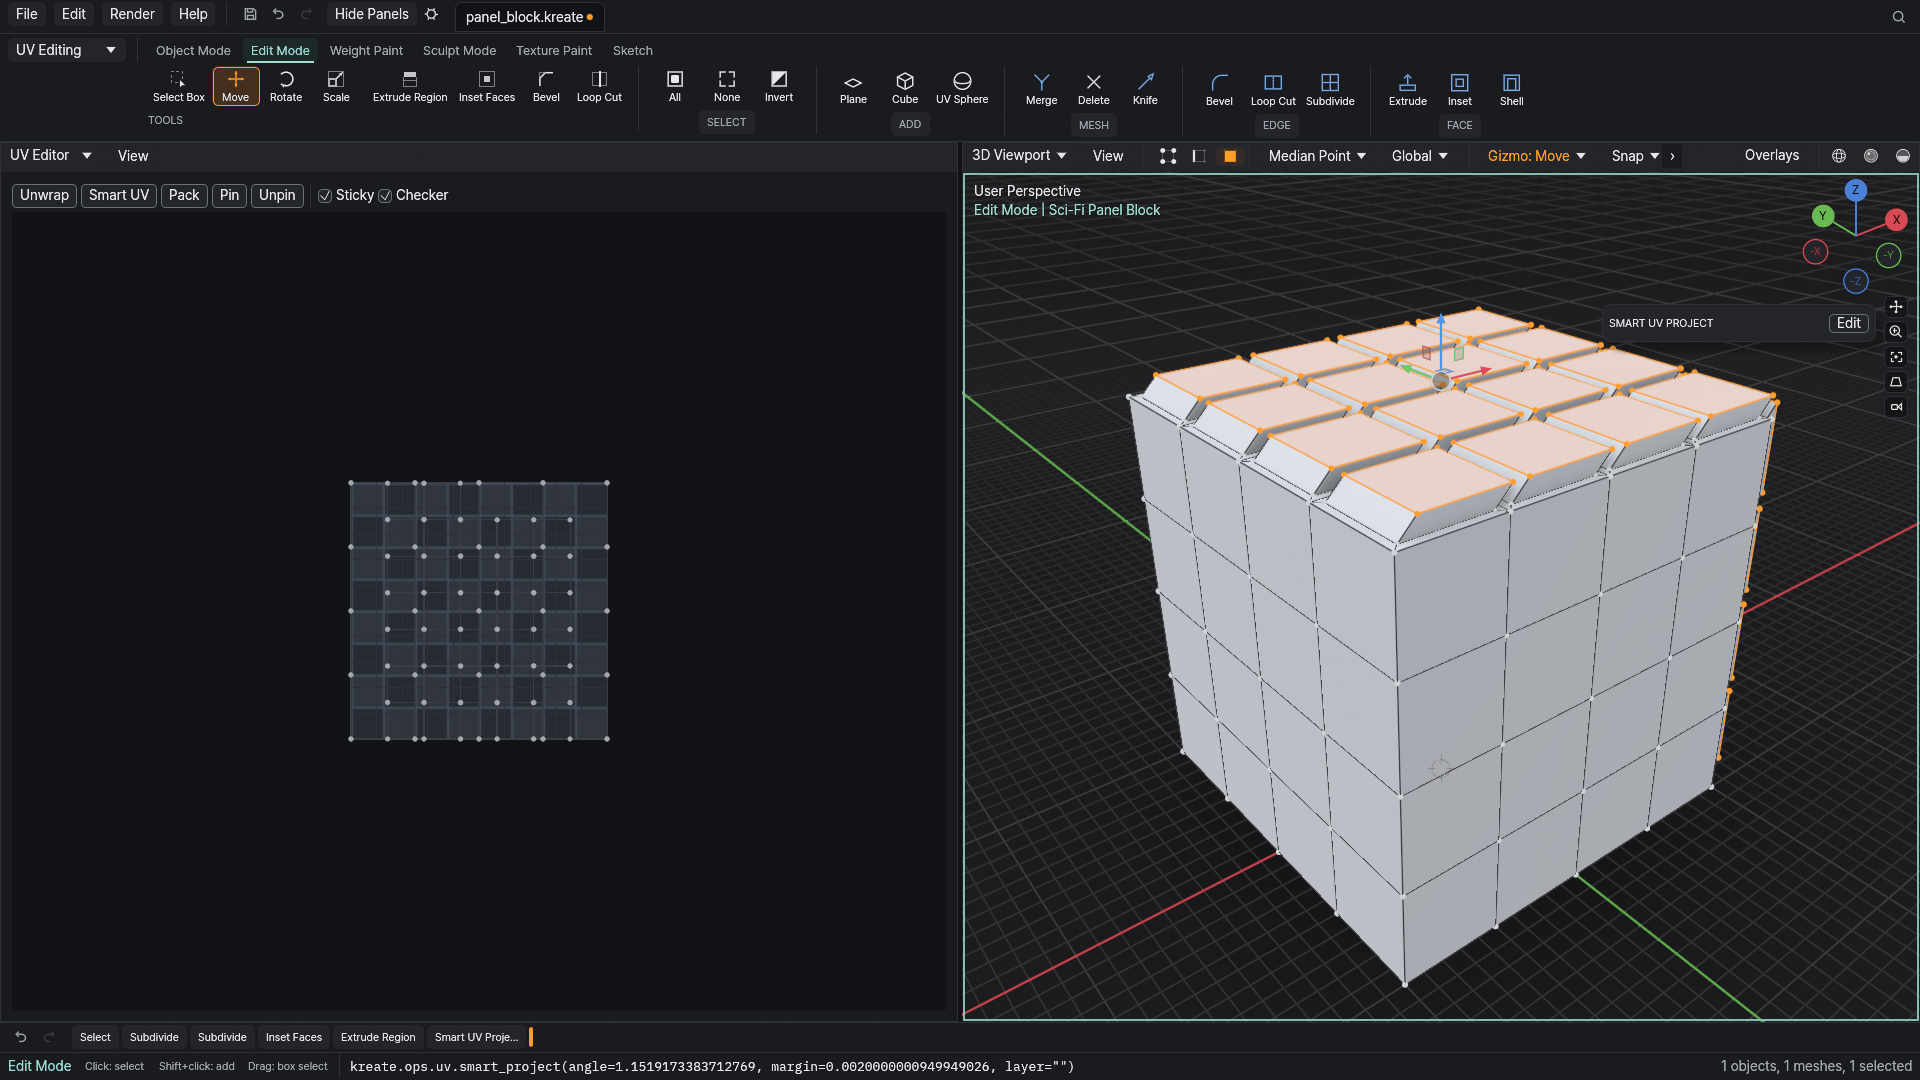 File Edit Render Help Hide Panels panel_block.kreate
UV Editing Object Mode Edit Mode Weight Paint Sculpt Mode Texture Paint Sketch
Select Box Move Rotate Scale Extrude Region Inset Faces Bevel Loop Cut All None Invert Plane Cube UV Sphere Merge Delete Knife Bevel Loop Cut Subdivide Extrude Inset Shell
TOOLS SELECT ADD MESH EDGE FACE
UV Editor View 3D Viewport View Median Point Global Gizmo: Move Snap Overlays
Unwrap Smart UV Pack Pin Unpin Sticky Checker
User Perspective
Edit Mode | Sci-Fi Panel Block
Z
Y X
-X -Y
-Z
SMART UV PROJECT Edit
Select Subdivide Subdivide Inset Faces Extrude Region Smart UV Proje...
Edit Mode Click: select Shift+click: add Drag: box select kreate.ops.uv.smart_project(angle=1.1519173383712769, margin=0.0020000000949949026, layer="") 1 objects, 1 meshes, 1 selected